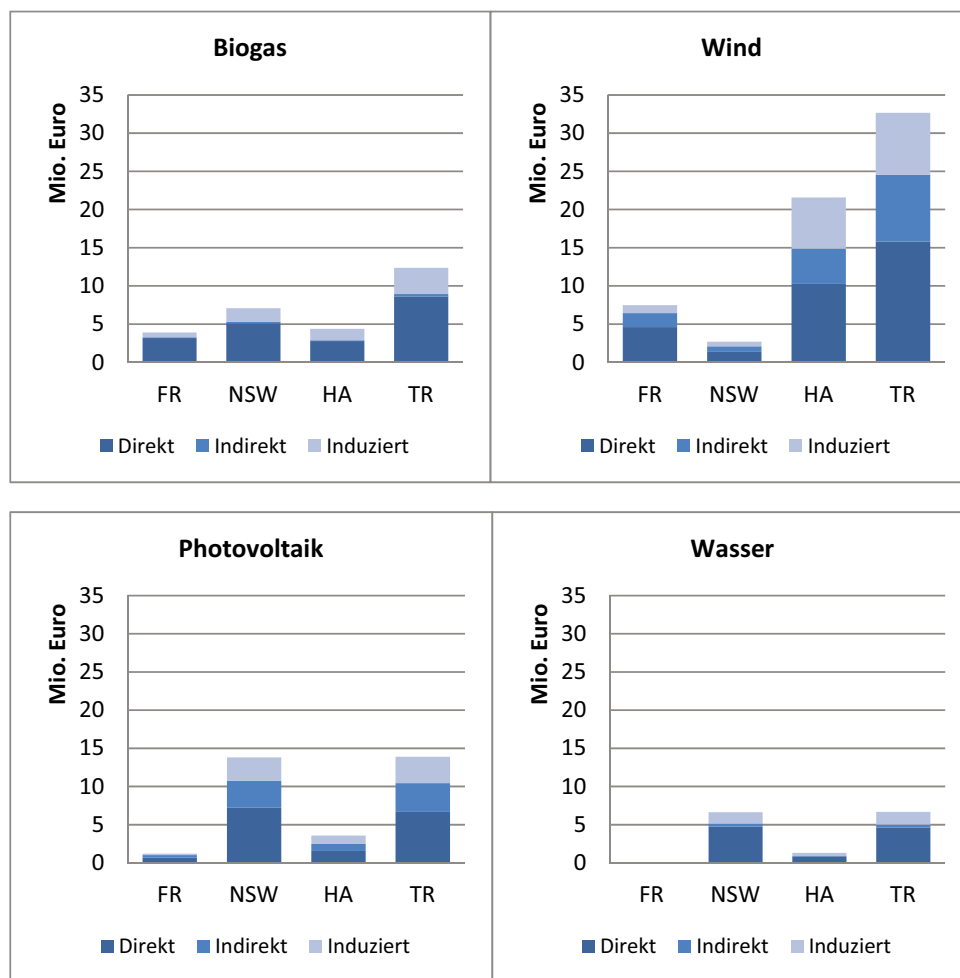 Biogas
Mio. Euro
35
30
25
20
15
10
5
0
FR NSW HA TR
Direkt Indirekt Induziert
Wind
Mio. Euro
35
30
25
20
15
10
5
0
FR NSW HA TR
Direkt Indirekt Induziert
Photovoltaik
Mio. Euro
35
30
25
20
15
10
5
0
FR NSW HA TR
Direkt Indirekt Induziert
Wasser
Mio. Euro
35
30
25
20
15
10
5
0
FR NSW HA TR
Direkt Indirekt Induziert